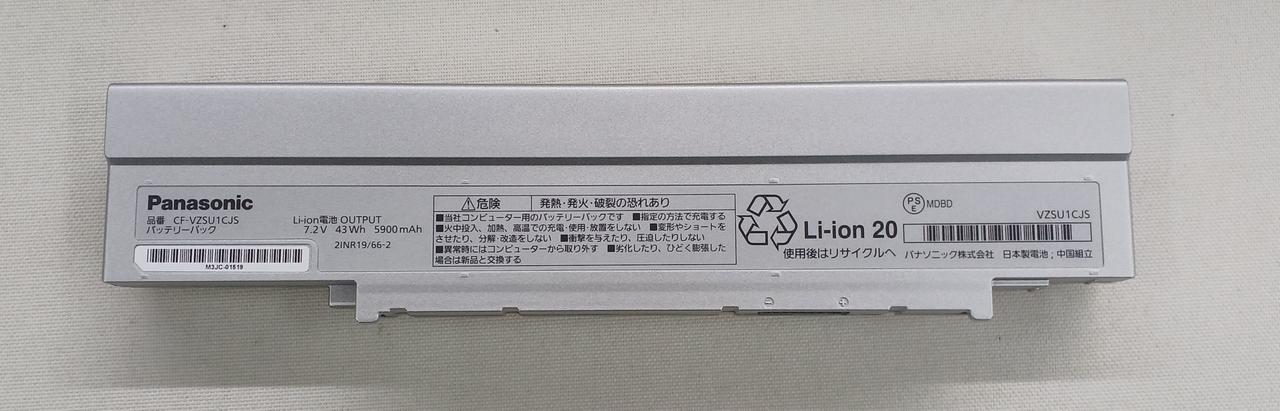 Panasonic
品番 CF-VZSU1CJS
バッテリーパック
Li-ion電池 OUTPUT
7.2V 43Wh 5900mAh
2INR19/66-2
M3JC-01519
⚠危険 発熱・発火・破裂の恐れあり
■当社コンピューター用のバッテリーパックです ■指定の方法で充電する
■火中投入、加熱、高温での充電・使用・放置をしない ■変形やショートを
させたり、分解・改造をしない ■衝撃を与えたり、圧迫したりしない
■異常時にはコンピューターから取り外す ■劣化したり、ひどく膨張した
場合は新品と交換する
Li-ion 20
使用後はリサイクルへ
PS
E
MDBD
VZSU1CJS
パナソニック株式会社 日本製電池;中国組立
⊖ ⊕